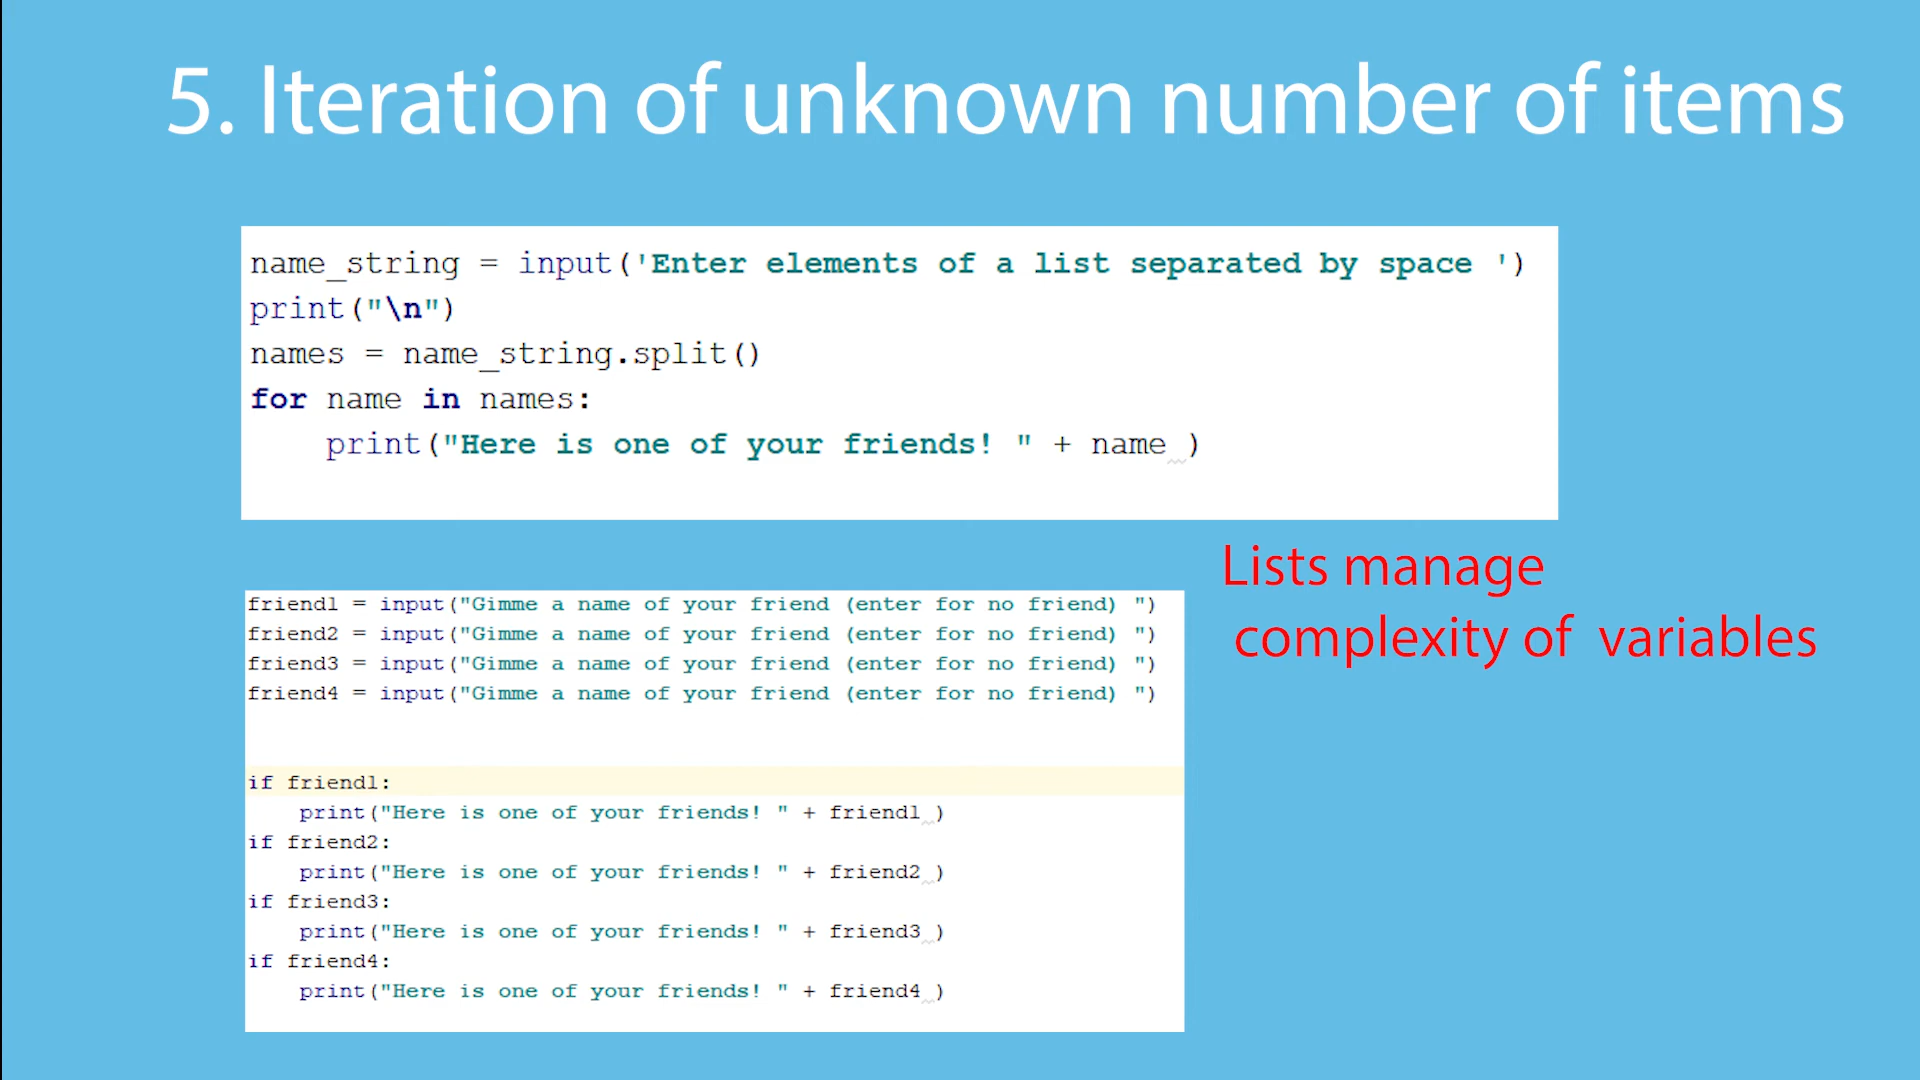 5. Iteration of unknown number of items
name_string = input('Enter elements of a list separated by space ')
print("\n")
names = name_string.split()
for name in names:
    print("Here is one of your friends! " + name )
Lists manage
complexity of  variables
friend1 = input("Gimme a name of your friend (enter for no friend) ")
friend2 = input("Gimme a name of your friend (enter for no friend) ")
friend3 = input("Gimme a name of your friend (enter for no friend) ")
friend4 = input("Gimme a name of your friend (enter for no friend) ")
if friend1:
    print("Here is one of your friends! " + friend1 )
if friend2:
    print("Here is one of your friends! " + friend2 )
if friend3:
    print("Here is one of your friends! " + friend3 )
if friend4:
    print("Here is one of your friends! " + friend4 )